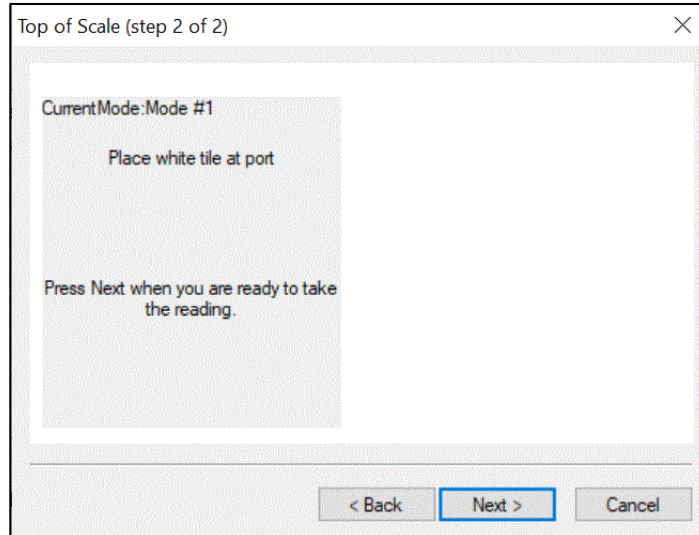 Top of Scale (step 2 of 2)
CurrentMode:Mode #1
Place white tile at port
Press Next when you are ready to take
the reading.
< Back
Next >
Cancel